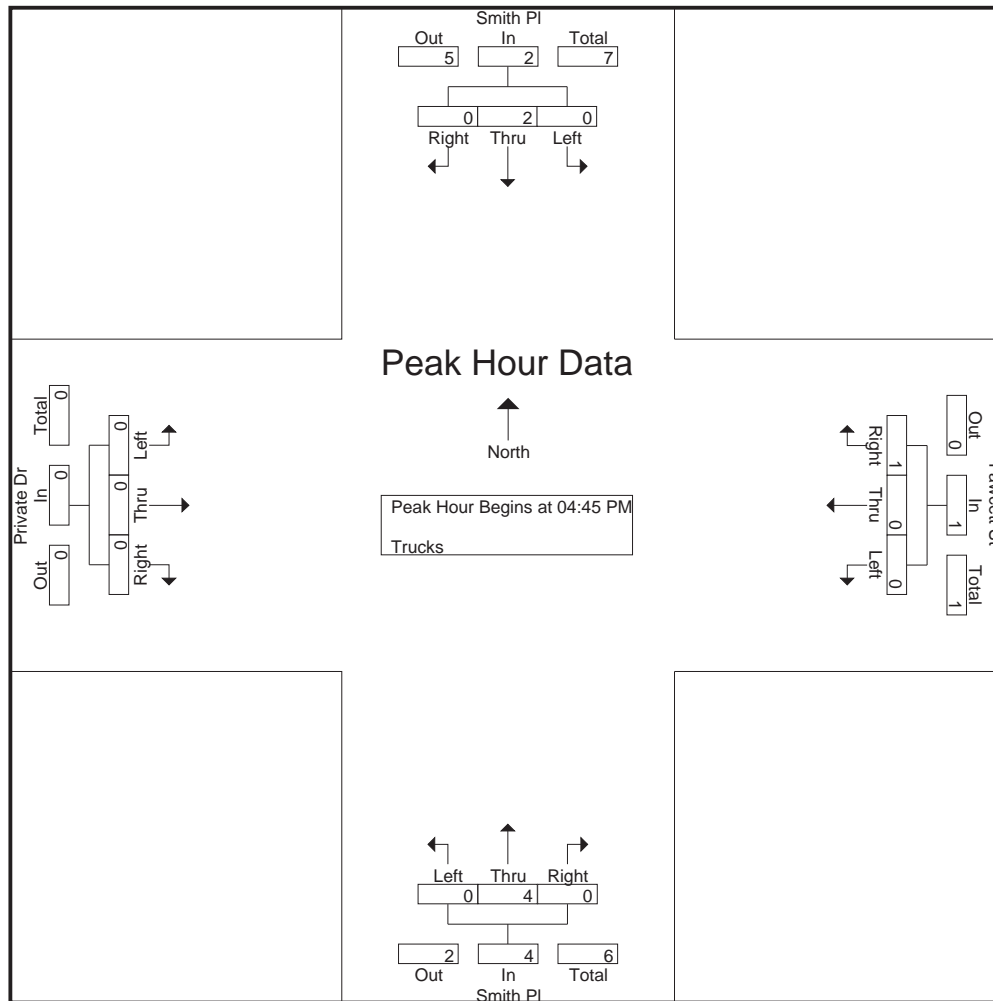 Smith Pl
Out In Total
5 2 7
0 2 0
Right Thru Left
Peak Hour Data
North
Peak Hour Begins at 04:45 PM
Trucks
Private Dr
Total In Out
0 0 0
0 0 0
Left Thru Right
Right Thru Left
1 0 0
Out In Total
0 1 1
Left Thru Right
0 4 0
2 4 6
Out In Total
Smith Pl